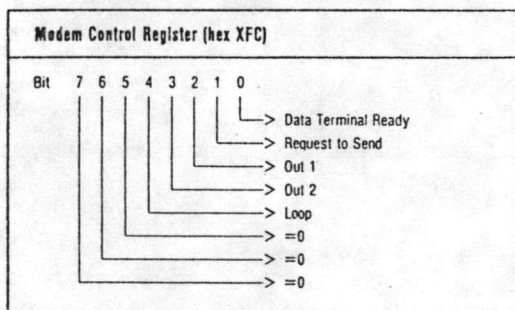 Modem Control Register (hex XFC)
Bit 7 6 5 4 3 2 1 0
> Data Terminal Ready
> Request to Send
> Out 1
> Out 2
> Loop
> =0
> =0
> =0